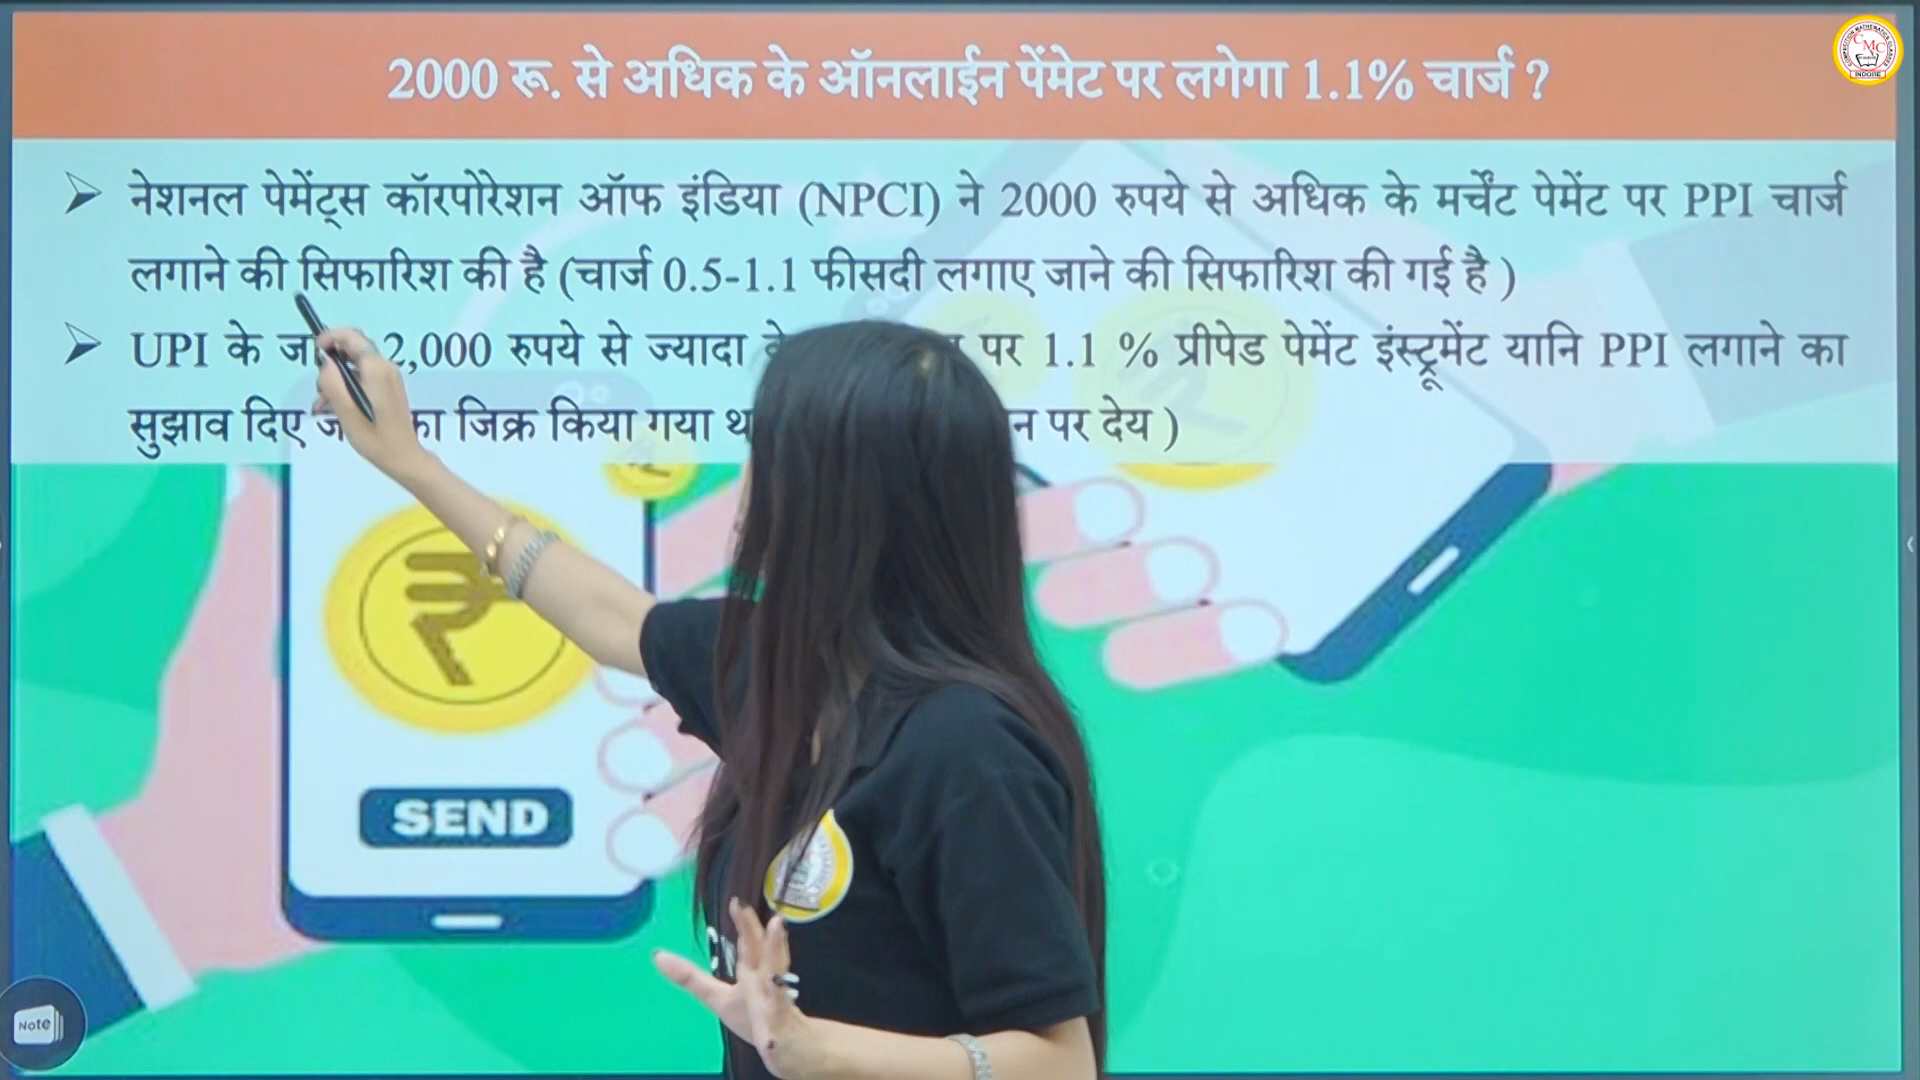 2000 रू. से अधिक के ऑनलाईन पेंमेट पर लगेगा 1.1% चार्ज ?
नेशनल पेमेंट्स कॉरपोरेशन ऑफ इंडिया (NPCI) ने 2000 रुपये से अधिक के मर्चेंट पेमेंट पर PPI चार्ज
लगाने की सिफारिश की है (चार्ज 0.5-1.1 फीसदी लगाए जाने की सिफारिश की गई है )
UPI के 2,000 रुपये से ज्यादा पर 1.1 % प्रीपेड पेमेंट इंस्ट्रूमेंट यानि PPI लगाने का
सुझाव दिए का जिक्र किया गया पर देय )
SEND
Note
CMC
INDORE